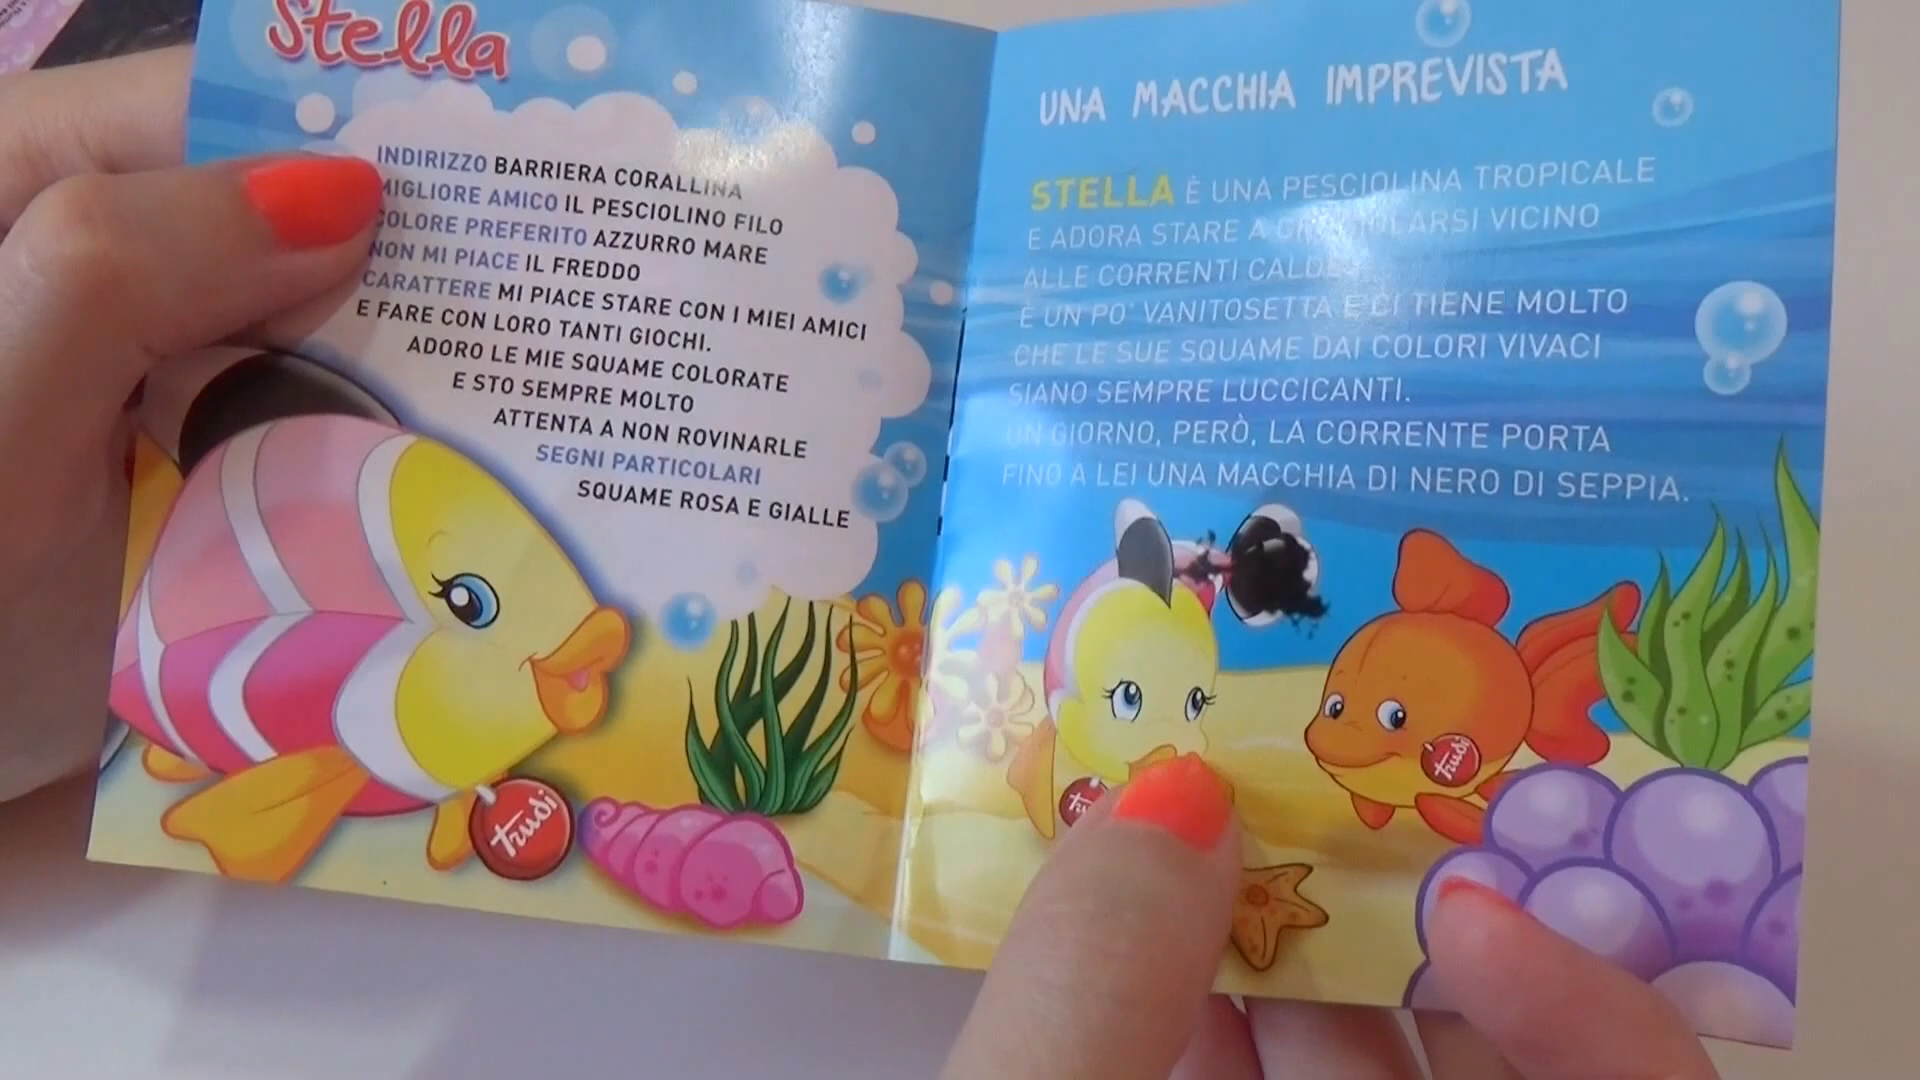 Stella
INDIRIZZO BARRIERA CORALLINA
MIGLIORE AMICO IL PESCIOLINO FILO
COLORE PREFERITO AZZURRO MARE
NON MI PIACE IL FREDDO
CARATTERE MI PIACE STARE CON I MIEI AMICI
E FARE CON LORO TANTI GIOCHI.
ADORO LE MIE SQUAME COLORATE
E STO SEMPRE MOLTO
ATTENTA A NON ROVINARLE
SEGNI PARTICOLARI
SQUAME ROSA E GIALLE
trudi
UNA MACCHIA IMPREVISTA
STELLA È UNA PESCIOLINA TROPICALE
E ADORA STARE A VICINO
ALLE CORRENTI CALDE
È UN PO' VANITOSETTA E CI TIENE MOLTO
CHE LE SUE SQUAME DAI COLORI VIVACI
SIANO SEMPRE LUCCICANTI.
UN GIORNO, PERÒ, LA CORRENTE PORTA
FINO A LEI UNA MACCHIA DI NERO DI SEPPIA.
trudi